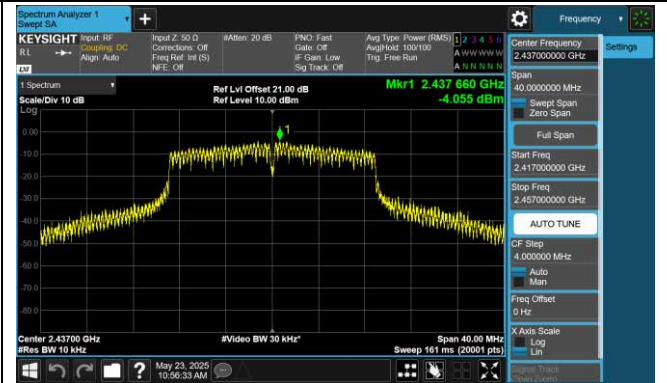 Spectrum Analyzer 1
Swept SA
+
Frequency
KEYSIGHT
RL
Input: RF
Coupling: DC
Align: Auto
Input Z: 50 Ω
Corrections: Off
Freq Ref: Int (S)
NFE: Off
#Atten: 20 dB
PNO: Fast
Gate: Off
IF Gain: Low
Sig Track: Off
Avg Type: Power (RMS)
Avg|Hold: 100/100
Trig: Free Run
1 2 3 4 5 6
A W W W W W
A N N N N N
1 Spectrum
Scale/Div 10 dB
Log
Ref Lvl Offset 21.00 dB
Ref Level 10.00 dBm
Mkr1 2.437 660 GHz
-4.055 dBm
1
0.00
-10.0
-20.0
-30.0
-40.0
-50.0
-60.0
-70.0
-80.0
Center 2.43700 GHz
#Res BW 10 kHz
#Video BW 30 kHz*
Span 40.00 MHz
Sweep 161 ms (20001 pts)
Center Frequency
2.437000000 GHz
Settings
Span
40.0000000 MHz
Swept Span
Zero Span
Full Span
Start Freq
2.417000000 GHz
Stop Freq
2.457000000 GHz
AUTO TUNE
CF Step
4.000000 MHz
Auto
Man
Freq Offset
0 Hz
X Axis Scale
Log
Lin
Signal Track
(Span Zoom)
?
May 23, 2025
10:56:33 AM